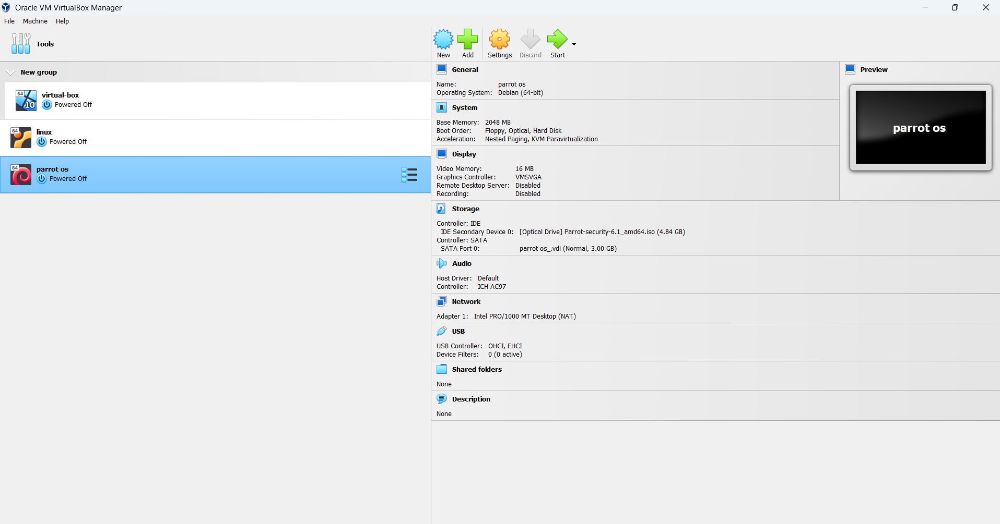 Oracle VM VirtualBox Manager
File Machine Help
Tools
New group
64
10
virtual-box
Powered Off
64
linux
Powered Off
64
parrot os
Powered Off
New Add Settings Discard Start
General
Name: parrot os
Operating System: Debian (64-bit)
System
Base Memory: 2048 MB
Boot Order: Floppy, Optical, Hard Disk
Acceleration: Nested Paging, KVM Paravirtualization
Display
Video Memory: 16 MB
Graphics Controller: VMSVGA
Remote Desktop Server: Disabled
Recording: Disabled
Preview
parrot os
Storage
Controller: IDE
IDE Secondary Device 0: [Optical Drive] Parrot-security-6.1_amd64.iso (4.84 GB)
Controller: SATA
SATA Port 0: parrot os_.vdi (Normal, 3.00 GB)
Audio
Host Driver: Default
Controller: ICH AC97
Network
Adapter 1: Intel PRO/1000 MT Desktop (NAT)
USB
USB Controller: OHCI, EHCI
Device Filters: 0 (0 active)
Shared folders
None
Description
None